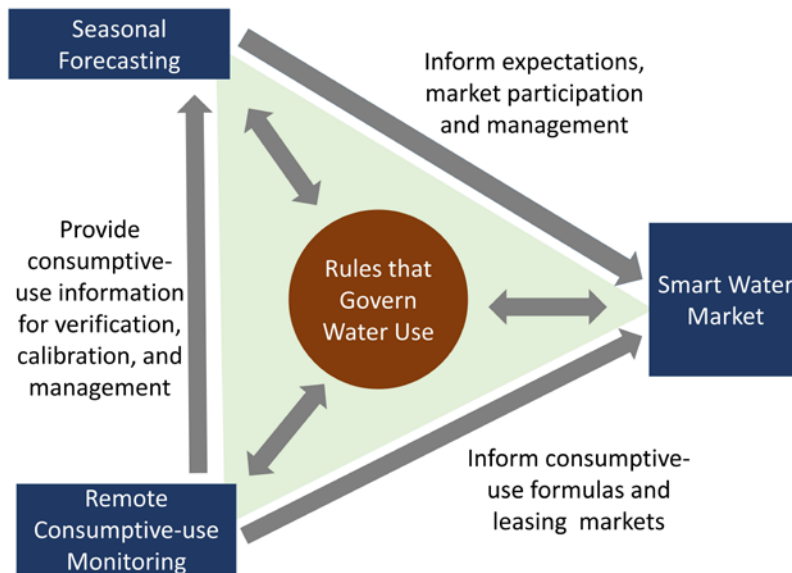 Seasonal
Forecasting
Inform expectations,
market participation
and management
Provide
consumptive-
use information
for verification,
calibration, and
management
Rules that
Govern
Water Use
Smart Water
Market
Inform consumptive-
use formulas and
leasing markets
Remote
Consumptive-use
Monitoring